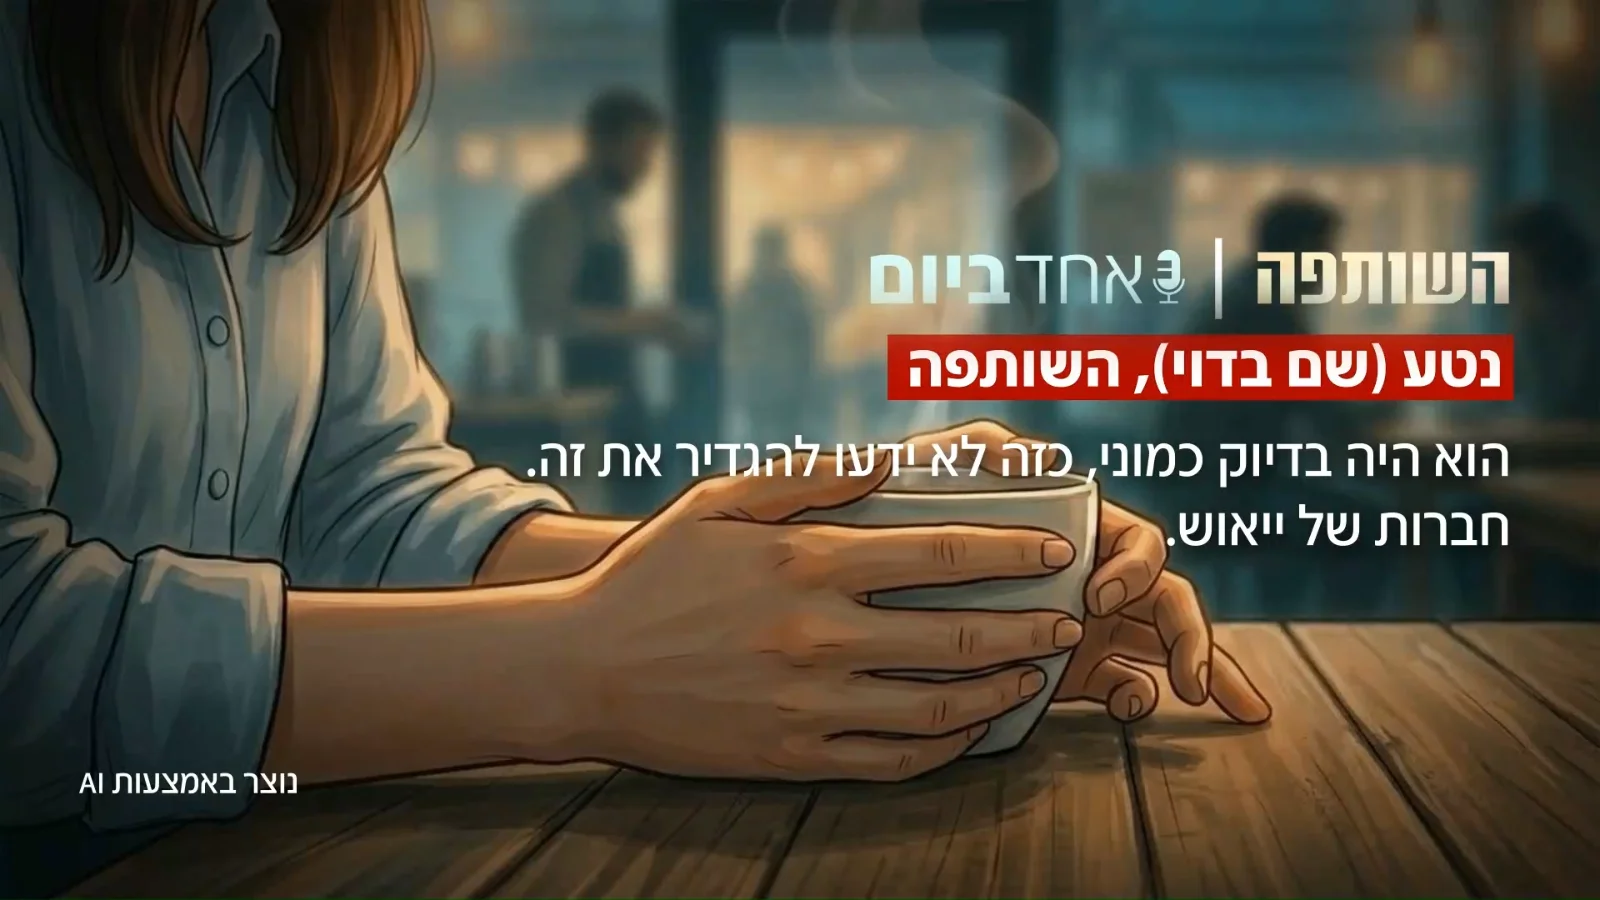 השותפה | אחד ביום
נטע (שם בדוי), השותפה
הוא היה בדיוק כמוני, כזה לא ידעו להגדיר את זה.
חברות של ייאוש.
נוצר באמצעות AI